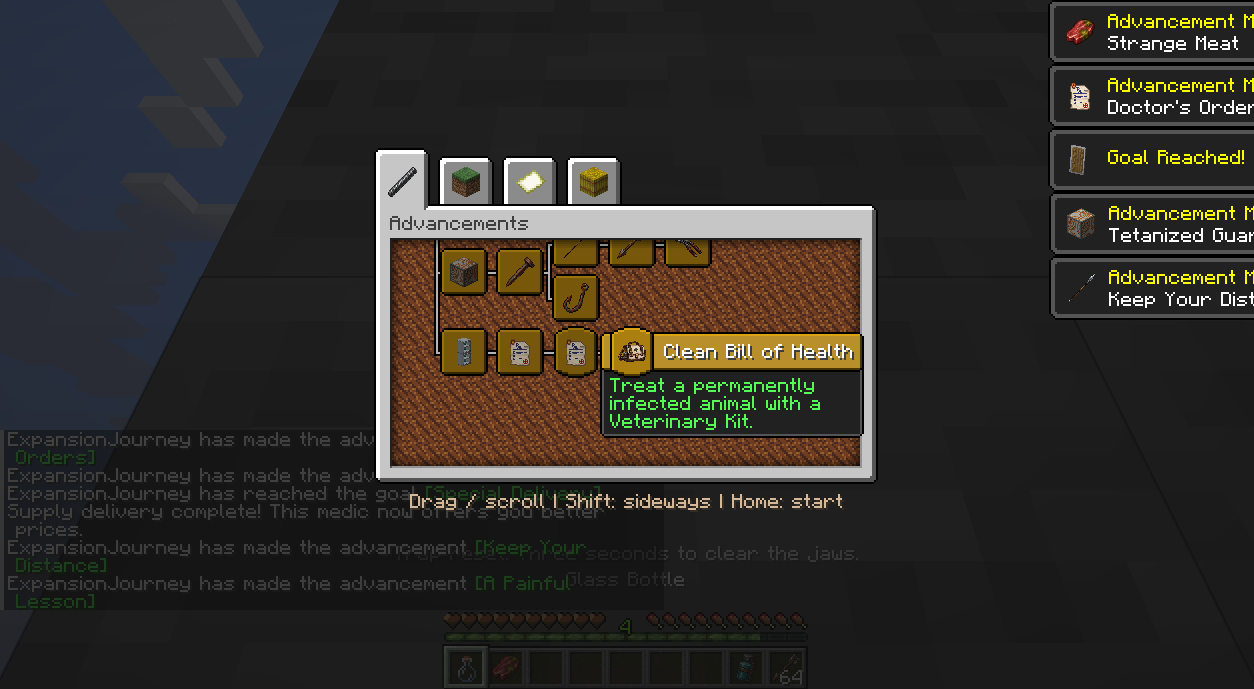 Advancement M
Strange Meat
Advancement M
Doctor's Order
Goal Reached!
Advancement M
Tetanized Guar
Advancement M
Keep Your Dist
Advancements
Clean Bill of Health
Treat a permanently
infected animal with a
Veterinary Kit.
ExpansionJourney has made the adv
Orders]
ExpansionJourney has made the adv
ExpansionJourney has reached the goal [Special Delivery]
Supply delivery complete! This medic now offers you better
prices.
ExpansionJourney has made the advancement [Keep Your
Distance]
ExpansionJourney has made the advancement [A Painful
Lesson]
Drag / scroll | Shift: sideways | Home: start
seconds to clear the jaws.
Glass Bottle
4
64